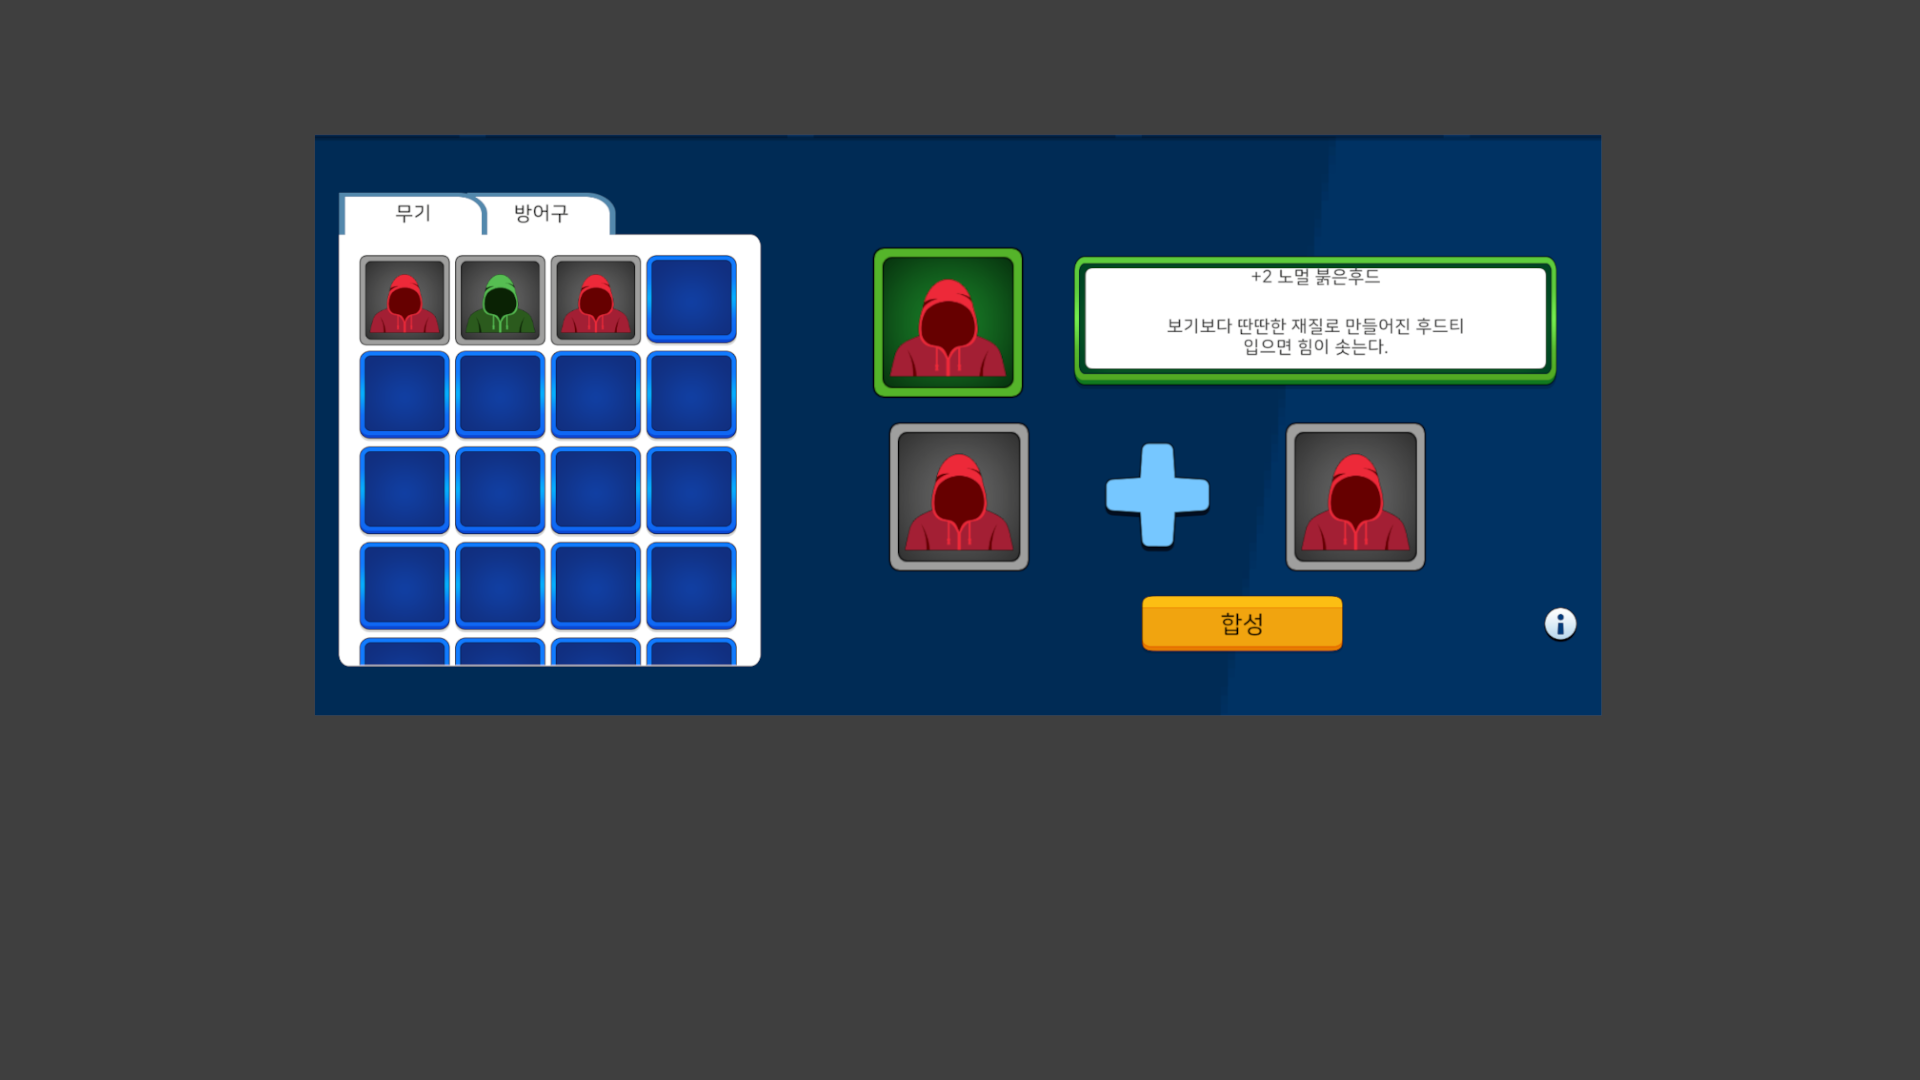 무기
방어구
+2 노멀 붉은후드
보기보다 딴딴한 재질로 만들어진 후드티
입으면 힘이 솟는다.
합성